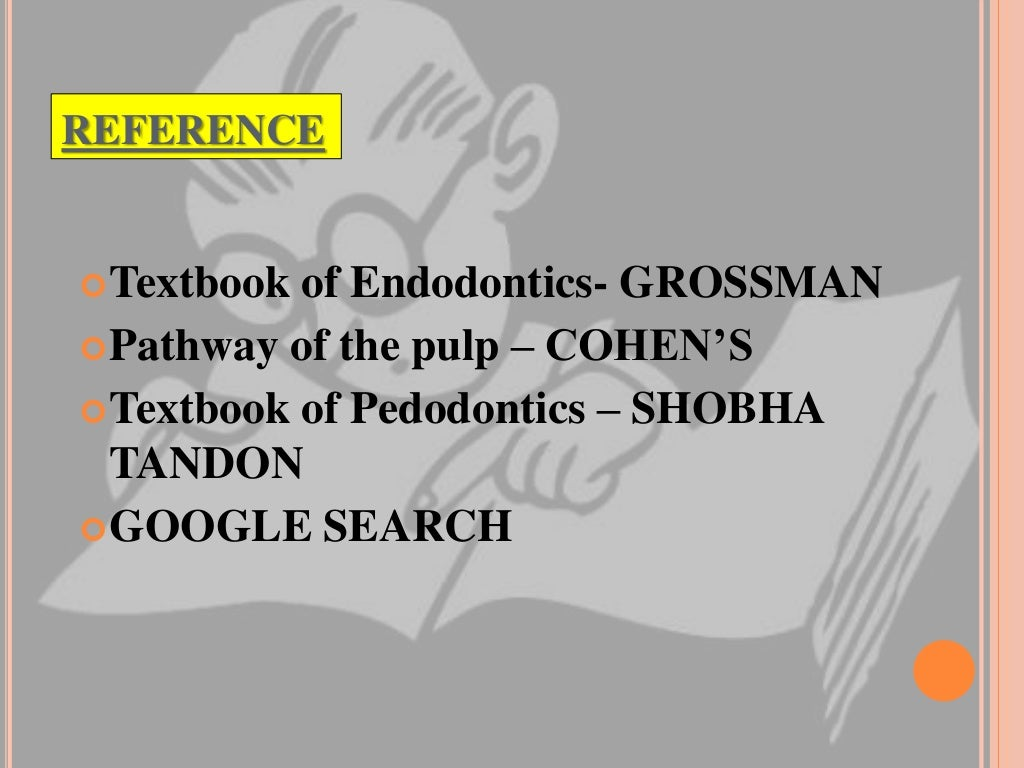 REFERENCE
Textbook of Endodontics- GROSSMAN
Pathway of the pulp – COHEN’S
Textbook of Pedodontics – SHOBHA
TANDON
GOOGLE SEARCH